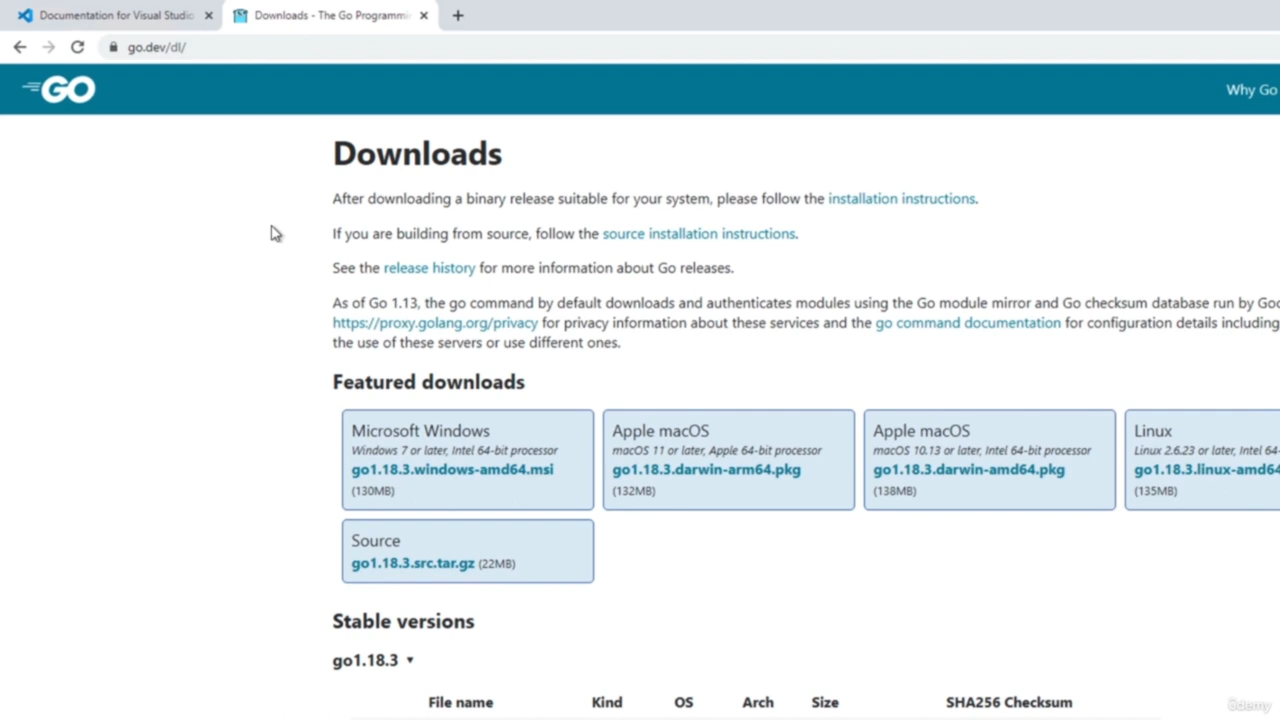 Documentation for Visual Studio
Downloads - The Go Programmi
go.dev/dl/
GO
Why Go
Downloads
After downloading a binary release suitable for your system, please follow the installation instructions.
If you are building from source, follow the source installation instructions.
See the release history for more information about Go releases.
As of Go 1.13, the go command by default downloads and authenticates modules using the Go module mirror and Go checksum database run by Goo
https://proxy.golang.org/privacy for privacy information about these services and the go command documentation for configuration details including
the use of these servers or use different ones.
Featured downloads
Microsoft Windows
Windows 7 or later, Intel 64-bit processor
go1.18.3.windows-amd64.msi
(130MB)
Apple macOS
macOS 11 or later, Apple 64-bit processor
go1.18.3.darwin-arm64.pkg
(132MB)
Apple macOS
macOS 10.13 or later, Intel 64-bit processor
go1.18.3.darwin-amd64.pkg
(138MB)
Linux
Linux 2.6.23 or later, Intel 64-
go1.18.3.linux-amd64
(135MB)
Source
go1.18.3.src.tar.gz (22MB)
Stable versions
go1.18.3 ▾
File name Kind OS Arch Size SHA256 Checksum
ûdemy